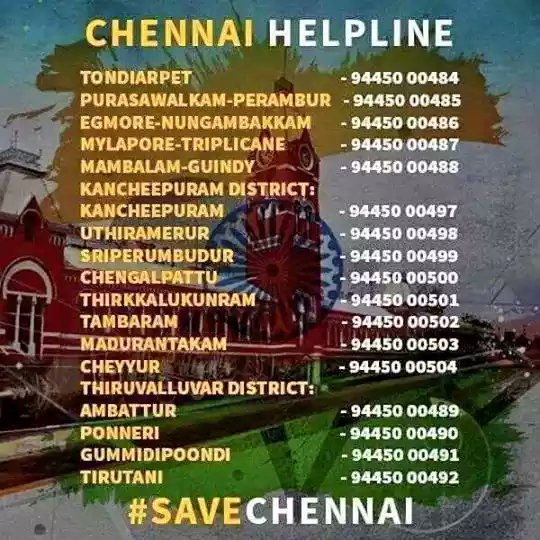 CHENNAI HELPLINE
TONDIARPET - 94450 00484
PURASAWALKAM-PERAMBUR - 94450 00485
EGMORE-NUNGAMBAKKAM - 94450 00486
MYLAPORE-TRIPLICANE - 94450 00487
MAMBALAM-GUINDY - 94450 00488
KANCHEEPURAM DISTRICT:
KANCHEEPURAM - 94450 00497
UTHIRAMERUR - 94450 00498
SRIPERUMBUDUR - 94450 00499
CHENGALPATTU - 94450 00500
THIRKKALUKUNRAM - 94450 00501
TAMBARAM - 94450 00502
MADURANTAKAM - 94450 00503
CHEYYUR - 94450 00504
THIRUVALLUVAR DISTRICT:
AMBATTUR - 94450 00489
PONNERI - 94450 00490
GUMMIDIPOONDI - 94450 00491
TIRUTANI - 94450 00492
#SAVECHENNAI